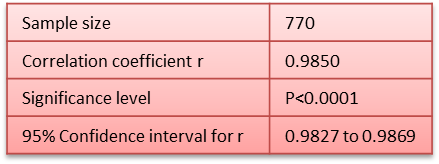 Sample size 770
Correlation coefficient r 0.9850
Significance level P<0.0001
95% Confidence interval for r 0.9827 to 0.9869